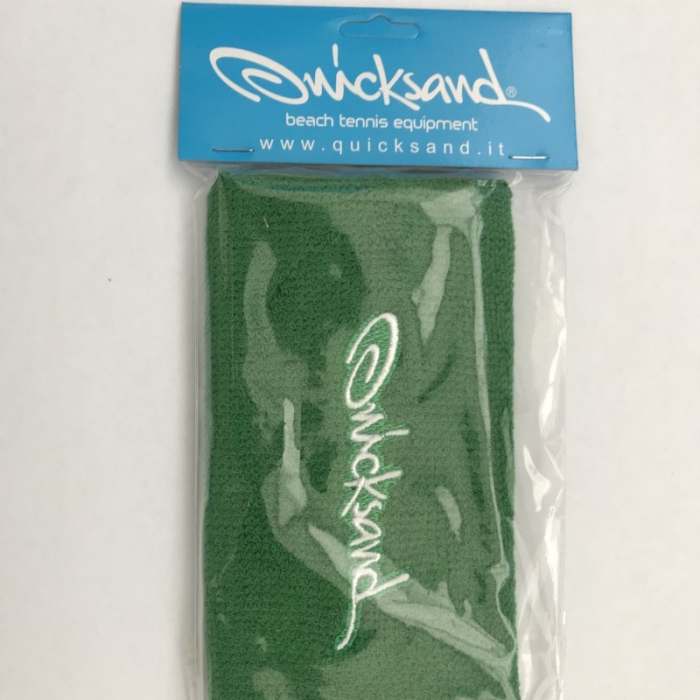 Quicksand®
beach tennis equipment
www.quicksand.it
Quicksand